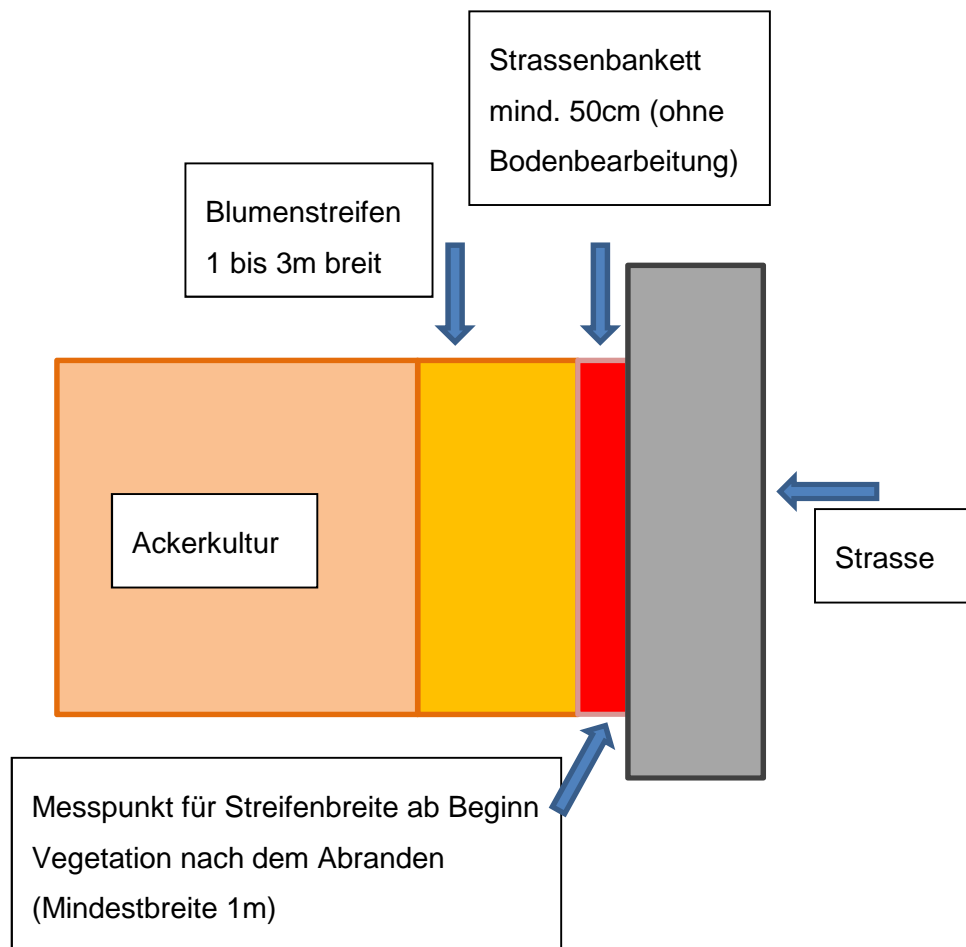 Strassenbankett
mind. 50cm (ohne
Bodenbearbeitung)
Blumenstreifen
1 bis 3m breit
Ackerkultur
Strasse
Messpunkt für Streifenbreite ab Beginn
Vegetation nach dem Abranden
(Mindestbreite 1m)